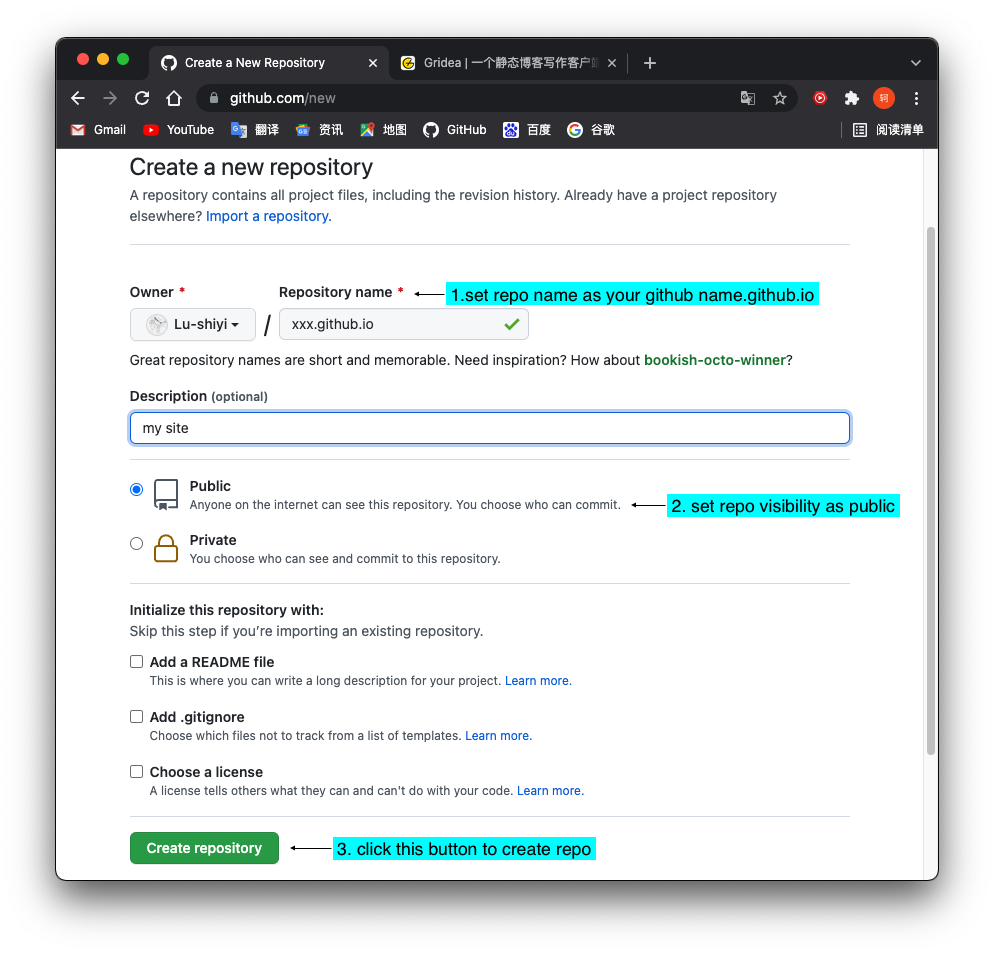 Create a New Repository
Gridea | 一个静态博客写作客户端
github.com/new
Gmail YouTube 翻译 资讯 地图 GitHub 百度 谷歌 阅读清单
Create a new repository
A repository contains all project files, including the revision history. Already have a project repository
elsewhere? Import a repository.
Owner * Repository name * 1.set repo name as your github name.github.io
Lu-shiyi / xxx.github.io
Great repository names are short and memorable. Need inspiration? How about bookish-octo-winner?
Description (optional)
my site
Public
Anyone on the internet can see this repository. You choose who can commit. 2. set repo visibility as public
Private
You choose who can see and commit to this repository.
Initialize this repository with:
Skip this step if you’re importing an existing repository.
Add a README file
This is where you can write a long description for your project. Learn more.
Add .gitignore
Choose which files not to track from a list of templates. Learn more.
Choose a license
A license tells others what they can and can't do with your code. Learn more.
Create repository 3. click this button to create repo